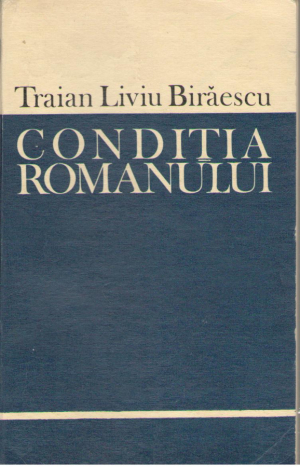 Traian Liviu Birăescu
CONDIȚIA
ROMANULUI